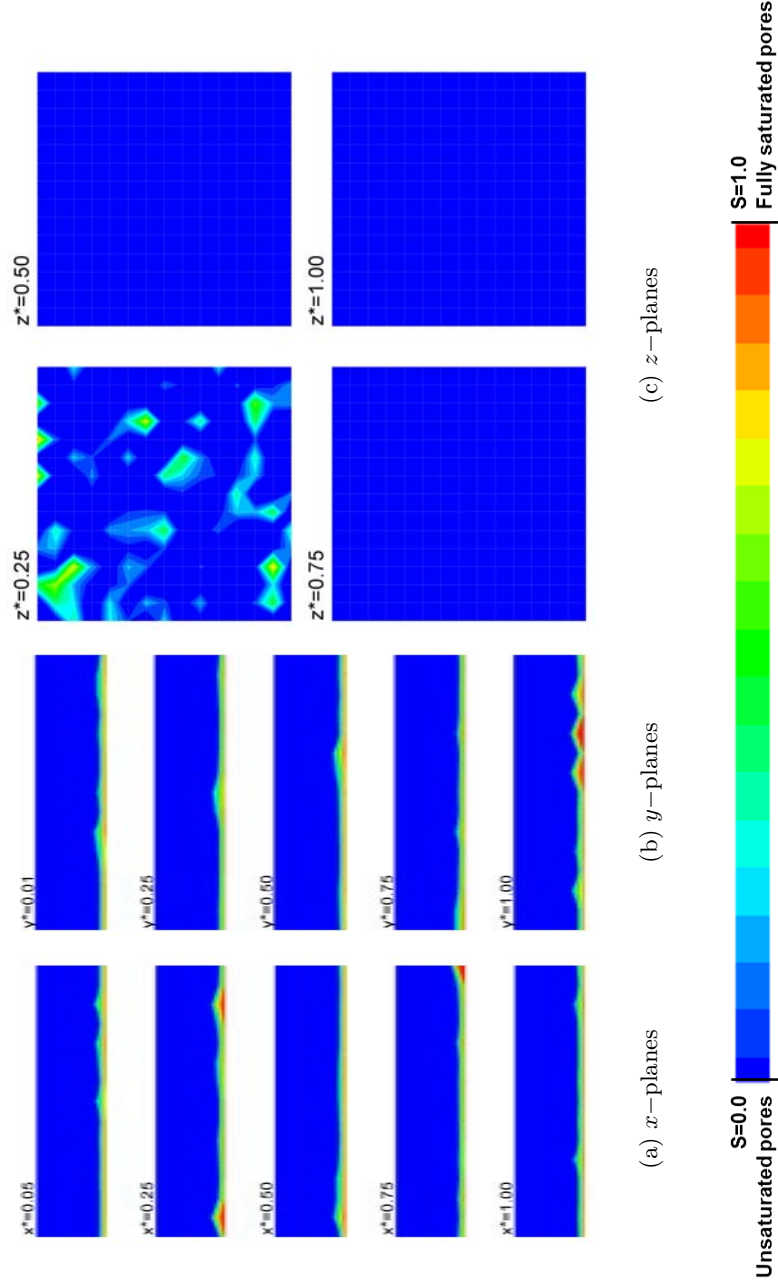 x*=0.05
x*=0.25
x*=0.50
x*=0.75
x*=1.00
(a) x−planes
y*=0.01
y*=0.25
y*=0.50
y*=0.75
y*=1.00
(b) y−planes
z*=0.25
z*=0.50
z*=0.75
z*=1.00
(c) z−planes
S=0.0
Unsaturated pores
S=1.0
Fully saturated pores